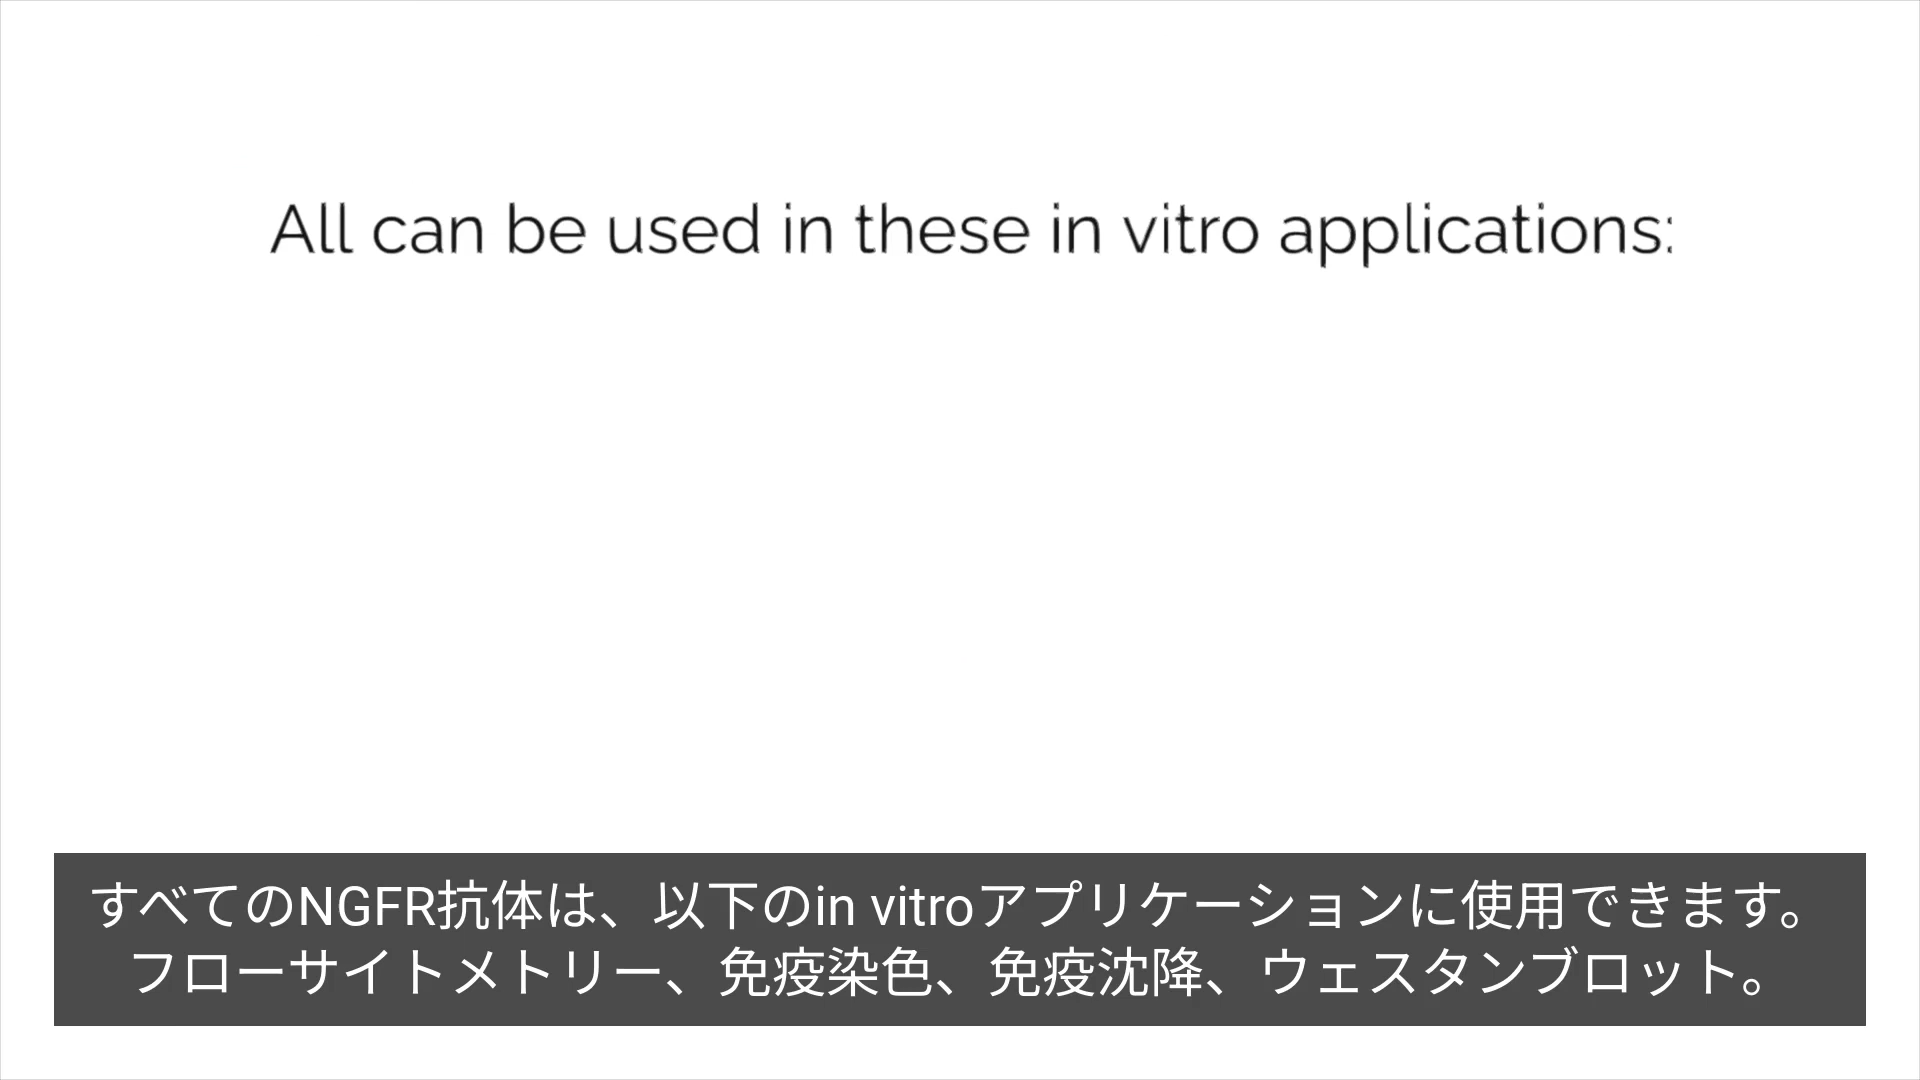 All can be used in these in vitro applications:
すべてのNGFR抗体は、以下のin vitroアプリケーションに使用できます。
フローサイトメトリー、免疫染色、免疫沈降、ウェスタンブロット。